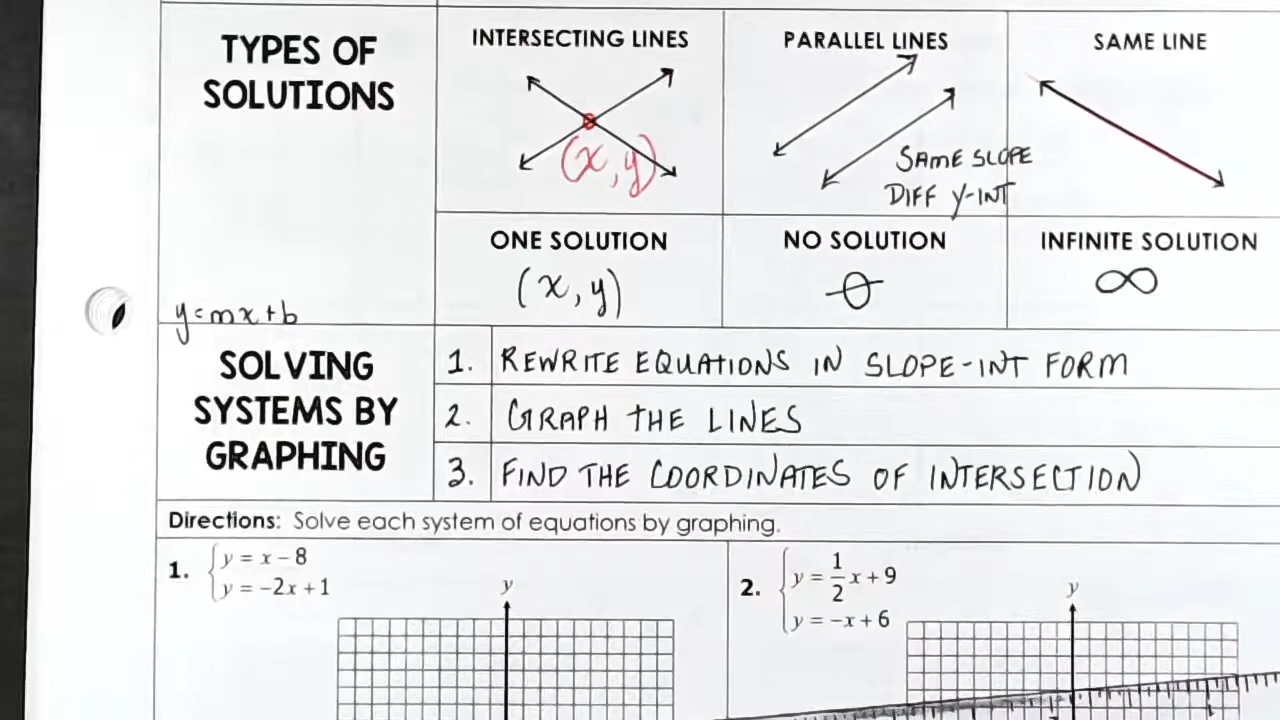 TYPES OF
SOLUTIONS
INTERSECTING LINES
PARALLEL LINES
SAME LINE
(x, y)
SAME SLOPE
DIFF Y-INT
ONE SOLUTION
NO SOLUTION
INFINITE SOLUTION
(x, y)
∅
∞
y=mx+b
SOLVING
SYSTEMS BY
GRAPHING
1. REWRITE EQUATIONS IN SLOPE-INT FORM
2. GRAPH THE LINES
3. FIND THE COORDINATES OF INTERSECTION
Directions: Solve each system of equations by graphing.
1. { y = x – 8
y = –2x + 1
y
2. { y = 1/2 x + 9
y = –x + 6
y